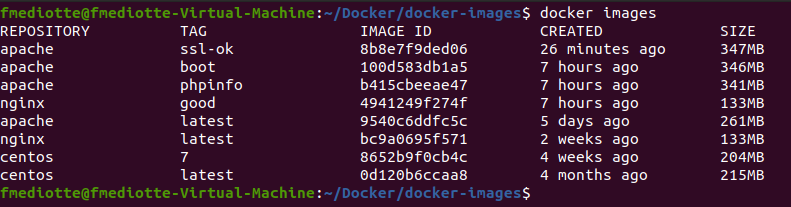 fmediotte@fmediotte-Virtual-Machine:~/Docker/docker-images$ docker images
REPOSITORY TAG IMAGE ID CREATED SIZE
apache ssl-ok 8b8e7f9ded06 26 minutes ago 347MB
apache boot 100d583db1a5 7 hours ago 346MB
apache phpinfo b415cbeeae47 7 hours ago 341MB
nginx good 4941249f274f 7 hours ago 133MB
apache latest 9540c6ddfc5c 5 days ago 261MB
nginx latest bc9a0695f571 2 weeks ago 133MB
centos 7 8652b9f0cb4c 4 weeks ago 204MB
centos latest 0d120b6ccaa8 4 months ago 215MB
fmediotte@fmediotte-Virtual-Machine:~/Docker/docker-images$